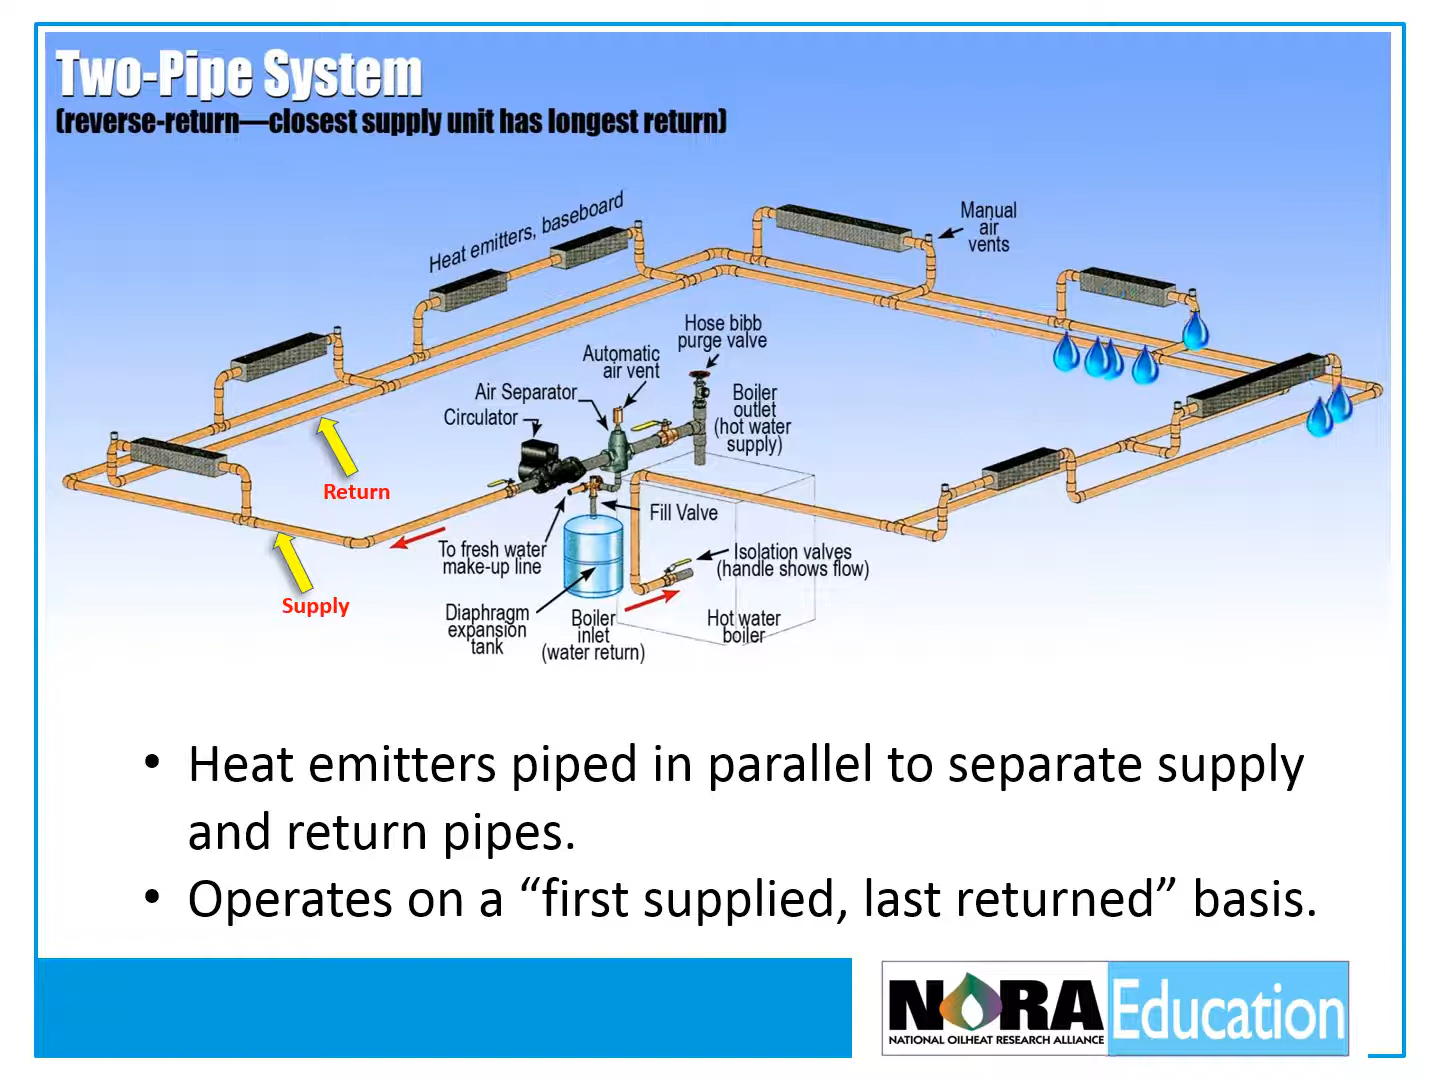 Two-Pipe System
(reverse-return—closest supply unit has longest return)
Heat emitters, baseboard
Manual
air
vents
Hose bibb
purge valve
Automatic
air vent
Air Separator
Circulator
Boiler
outlet
(hot water
supply)
Return
Fill Valve
To fresh water
make-up line
Isolation valves
(handle shows flow)
Supply
Diaphragm
expansion
tank
Boiler
inlet
(water return)
Hot water
boiler
• Heat emitters piped in parallel to separate supply
and return pipes.
• Operates on a “first supplied, last returned” basis.
NORA Education
NATIONAL OILHEAT RESEARCH ALLIANCE